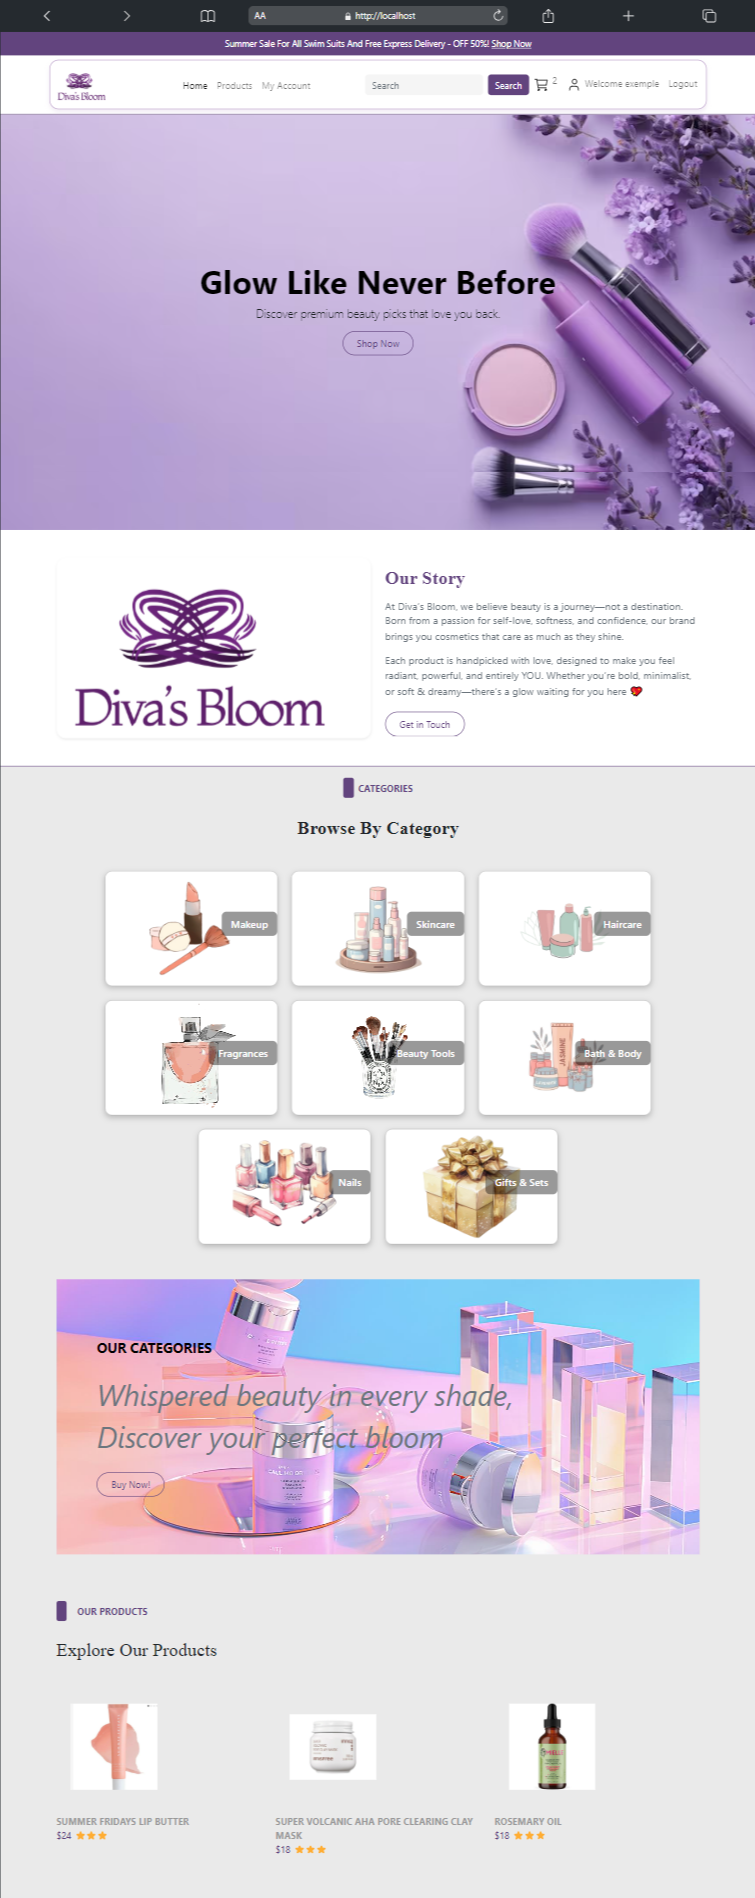 AA
http://localhost
Summer Sale For All Swim Suits And Free Express Delivery - OFF 50%! Shop Now
Diva's Bloom
Home
Products
My Account
Search
Search
2
Welcome exemple
Logout
Glow Like Never Before
Discover premium beauty picks that love you back.
Shop Now
Diva's Bloom
Our Story
At Diva's Bloom, we believe beauty is a journey—not a destination.
Born from a passion for self-love, softness, and confidence, our brand
brings you cosmetics that care as much as they shine.
Each product is handpicked with love, designed to make you feel
radiant, powerful, and entirely YOU. Whether you're bold, minimalist,
or soft & dreamy—there's a glow waiting for you here 💖
Get in Touch
CATEGORIES
Browse By Category
Makeup
Skincare
Haircare
Fragrances
Beauty Tools
JASMINE
Bath & Body
Nails
Gifts & Sets
OUR CATEGORIES
Whispered beauty in every shade,
Discover your perfect bloom
Buy Now!
OUR PRODUCTS
Explore Our Products
SUMMER FRIDAYS LIP BUTTER
$24
SUPER VOLCANIC AHA PORE CLEARING CLAY
MASK
$18
ROSEMARY OIL
$18